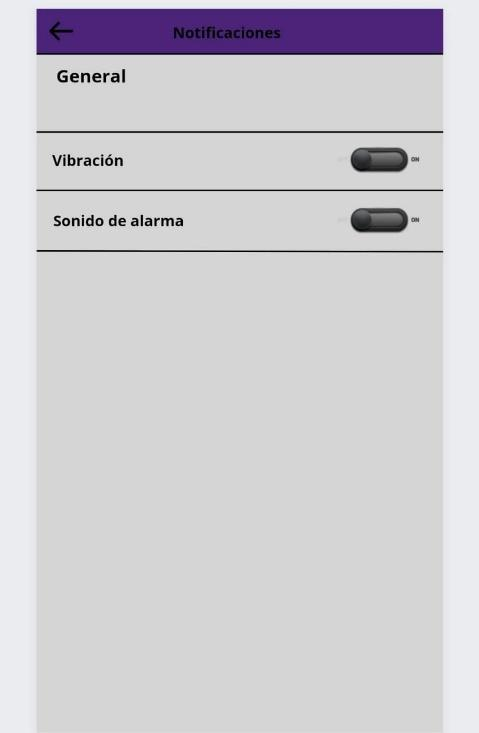 Notificaciones
General
Vibración
ON
Sonido de alarma
ON